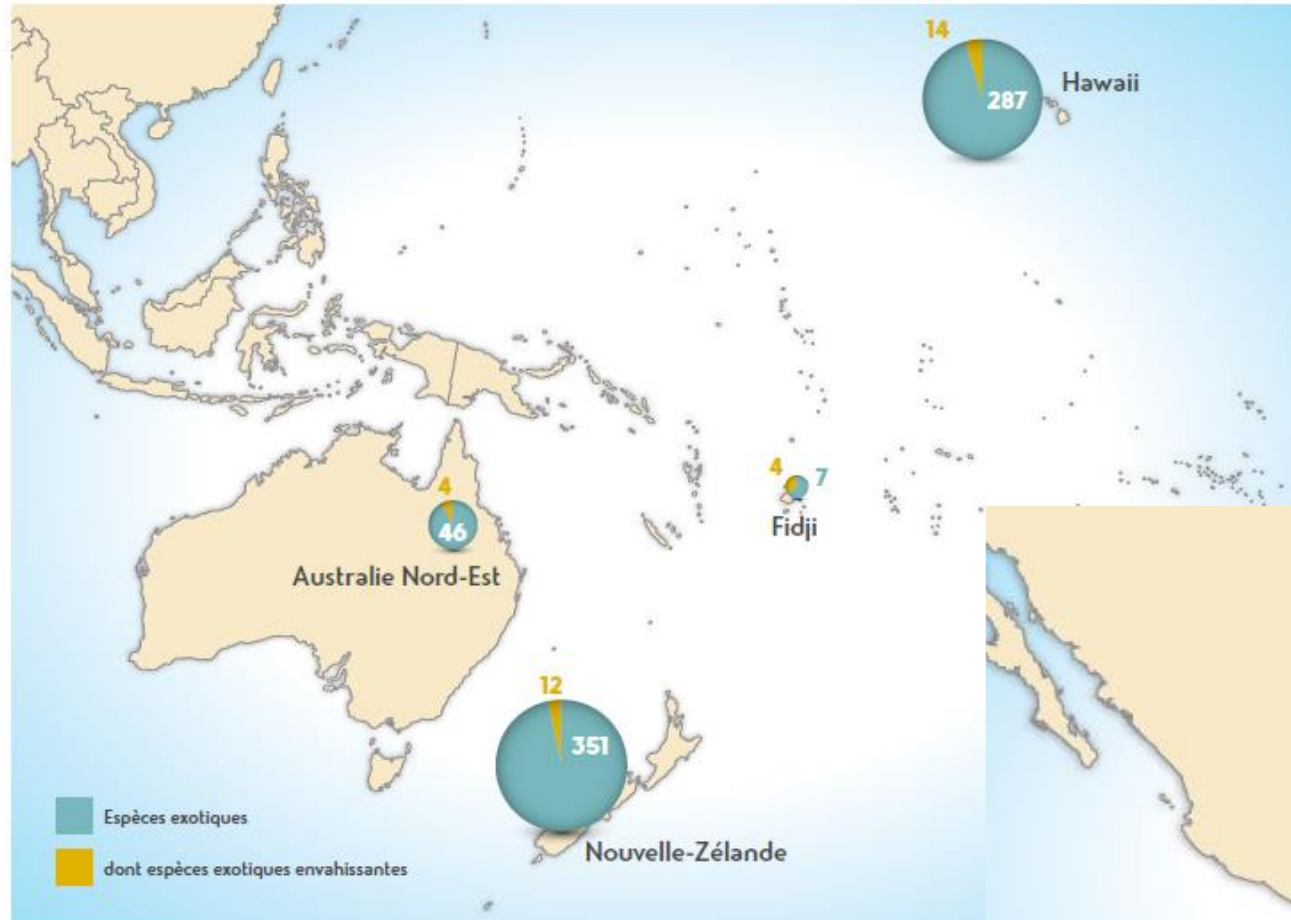 14
287
Hawaii
4
7
Fidji
4
46
Australie Nord-Est
12
351
Nouvelle-Zélande
Espèces exotiques
dont espèces exotiques envahissantes